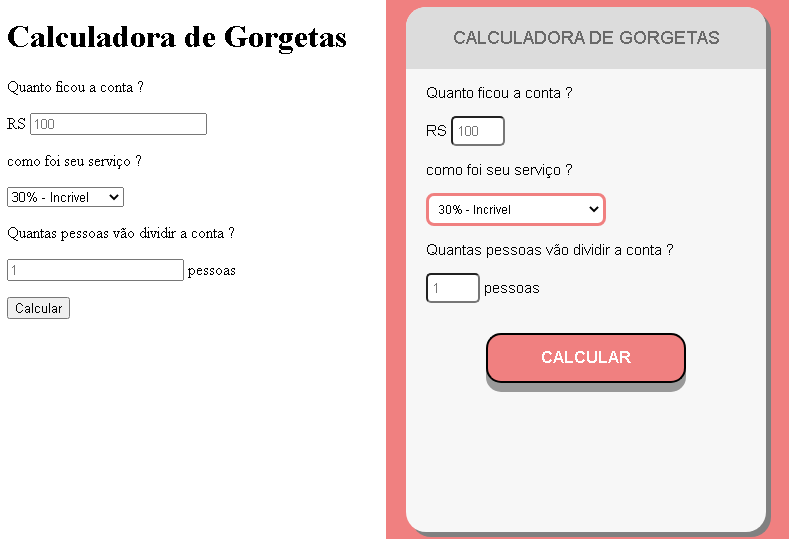 Calculadora de Gorgetas
Quanto ficou a conta ?
RS 100
como foi seu serviço ?
30% - Incrivel
Quantas pessoas vão dividir a conta ?
1 pessoas
Calcular
CALCULADORA DE GORGETAS
Quanto ficou a conta ?
RS 100
como foi seu serviço ?
30% - Incrivel
Quantas pessoas vão dividir a conta ?
1 pessoas
CALCULAR